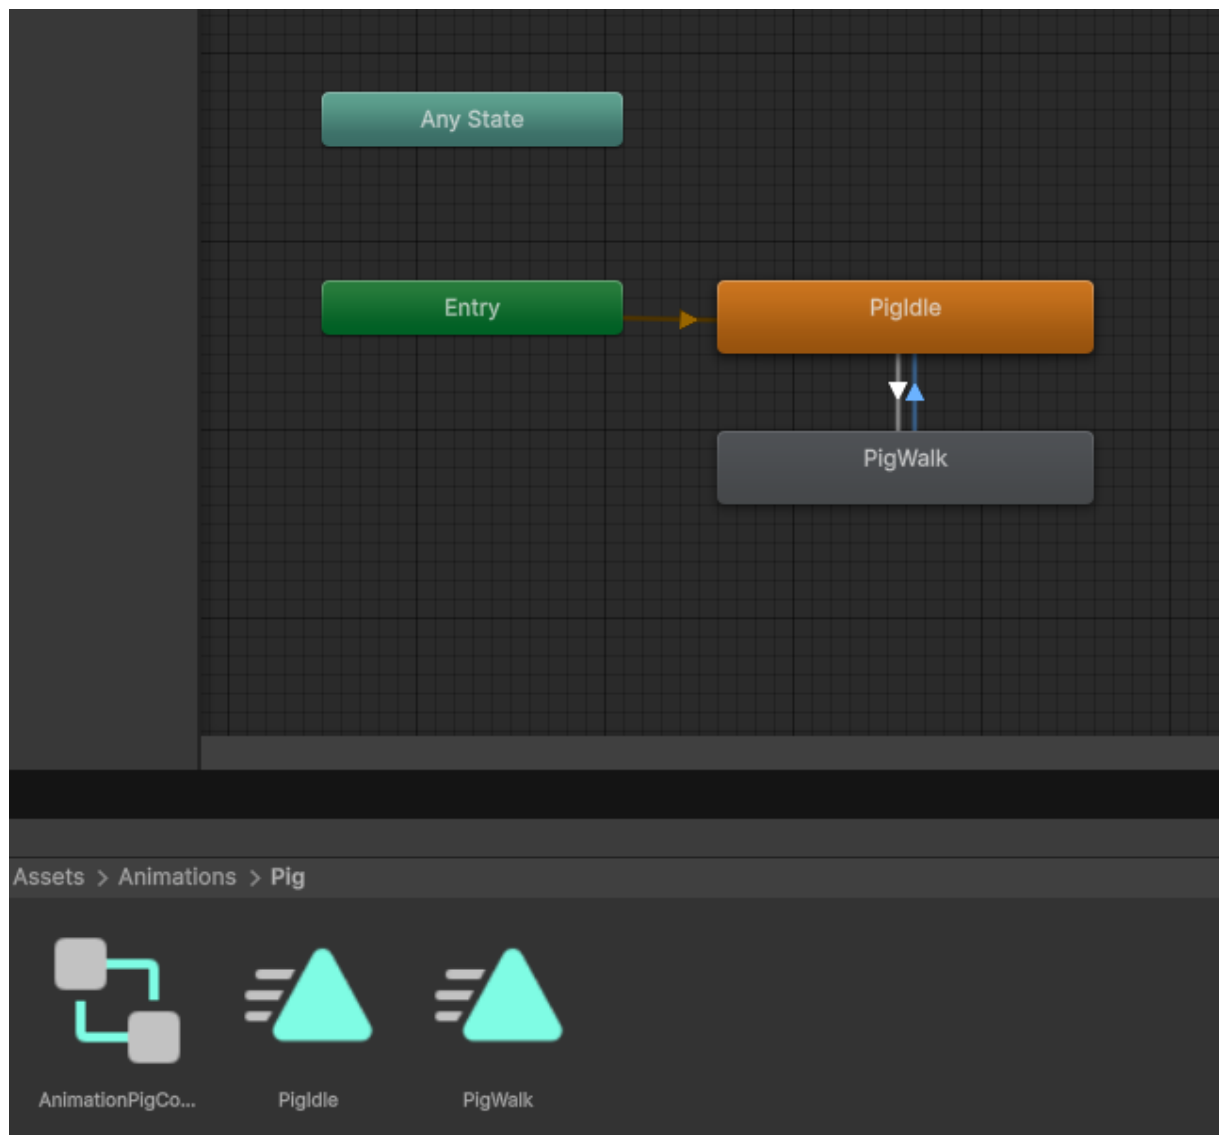 Any State
Entry
PigIdle
PigWalk
Assets > Animations > Pig
AnimationPigCo...
PigIdle
PigWalk